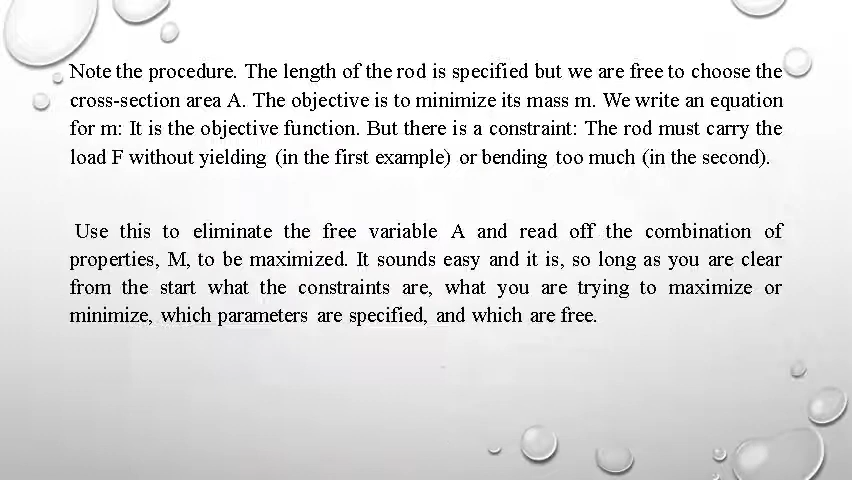 Note the procedure. The length of the rod is specified but we are free to choose the
cross-section area A. The objective is to minimize its mass m. We write an equation
for m: It is the objective function. But there is a constraint: The rod must carry the
load F without yielding (in the first example) or bending too much (in the second).
Use this to eliminate the free variable A and read off the combination of
properties, M, to be maximized. It sounds easy and it is, so long as you are clear
from the start what the constraints are, what you are trying to maximize or
minimize, which parameters are specified, and which are free.